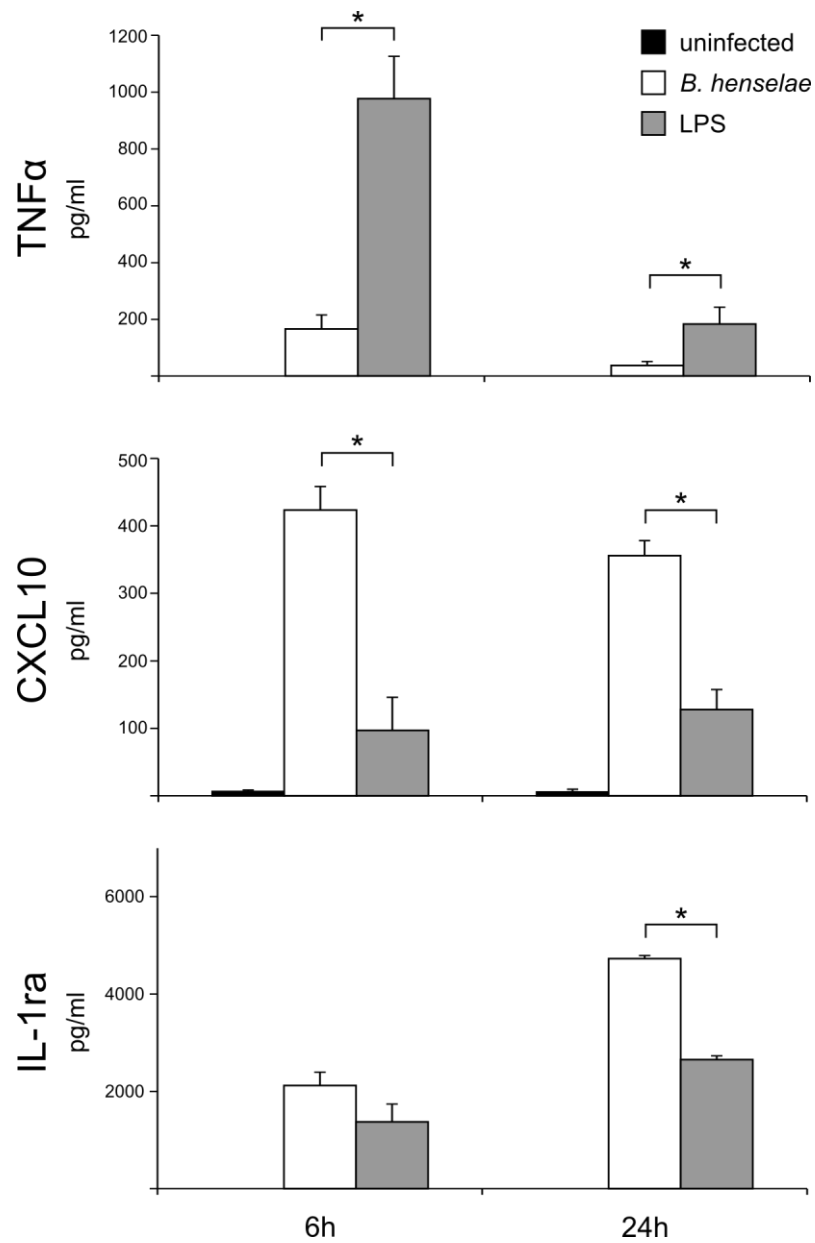 *
1200
1000
800
600
400
200
TNFα
pg/ml
*
uninfected
B. henselae
LPS
500
400
300
200
100
CXCL10
pg/ml
*
*
6000
4000
2000
IL-1ra
pg/ml
*
6h
24h